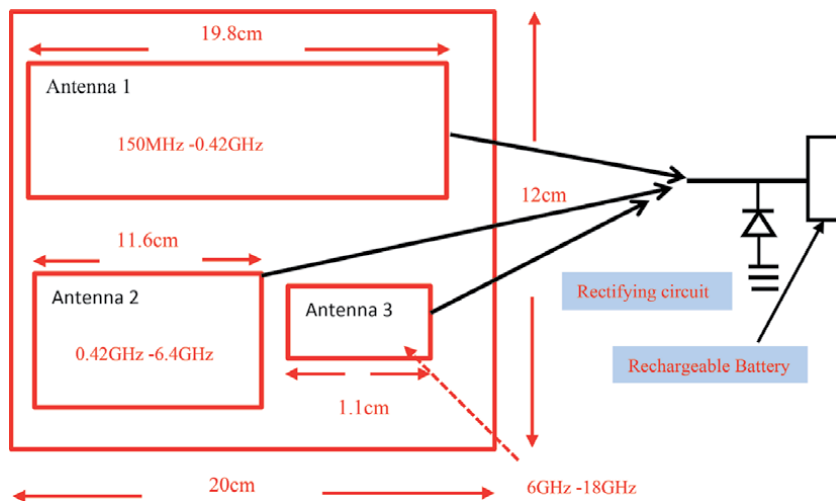 19.8cm
Antenna 1
150MHz -0.42GHz
12cm
11.6cm
Antenna 2
Antenna 3
Rectifying circuit
0.42GHz -6.4GHz
Rechargeable Battery
1.1cm
20cm
6GHz -18GHz